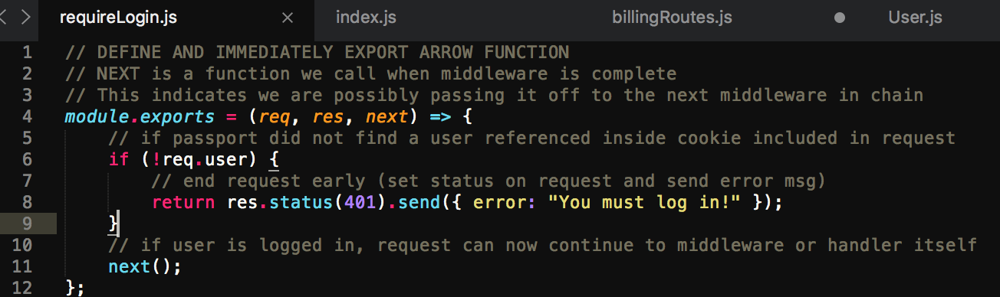 requireLogin.js × index.js billingRoutes.js User.js
1 // DEFINE AND IMMEDIATELY EXPORT ARROW FUNCTION
2 // NEXT is a function we call when middleware is complete
3 // This indicates we are possibly passing it off to the next middleware in chain
4 module.exports = (req, res, next) => {
5     // if passport did not find a user referenced inside cookie included in request
6     if (!req.user) {
7         // end request early (set status on request and send error msg)
8         return res.status(401).send({ error: "You must log in!" });
9     }
10     // if user is logged in, request can now continue to middleware or handler itself
11     next();
12 };